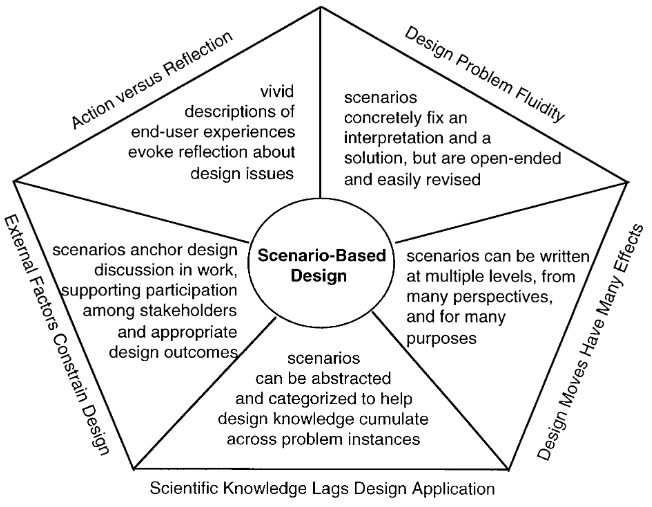 Action versus Reflection
Design Problem Fluidity
vivid
descriptions of
end-user experiences
evoke reflection about
design issues
scenarios
concretely fix an
interpretation and a
solution, but are open-ended
and easily revised
External Factors Constrain Design
scenarios anchor design
discussion in work,
supporting participation
among stakeholders
and appropriate
design outcomes
Scenario-Based
Design
scenarios can be written
at multiple levels, from
many perspectives,
and for many
purposes
Design Moves Have Many Effects
scenarios
can be abstracted
and categorized to help
design knowledge cumulate
across problem instances
Scientific Knowledge Lags Design Application